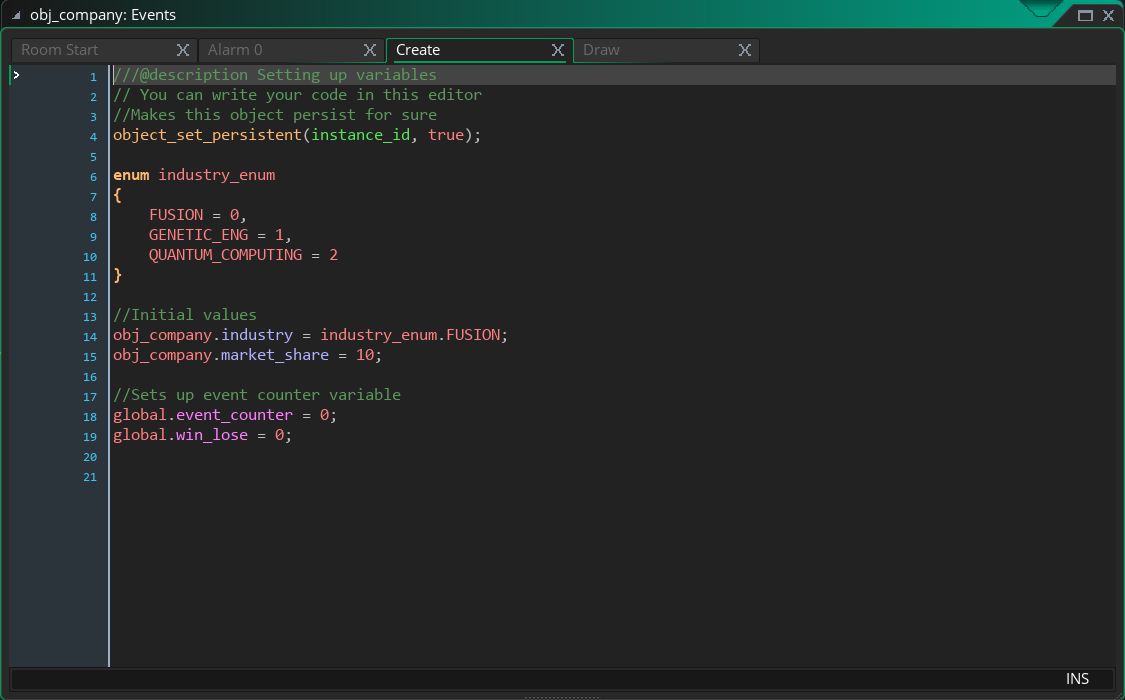 obj_company: Events
Room Start X Alarm 0 X Create X Draw X
1 ///@description Setting up variables
2 // You can write your code in this editor
3 //Makes this object persist for sure
4 object_set_persistent(instance_id, true);
5
6 enum industry_enum
7 {
8 FUSION = 0,
9 GENETIC_ENG = 1,
10 QUANTUM_COMPUTING = 2
11 }
12
13 //Initial values
14 obj_company.industry = industry_enum.FUSION;
15 obj_company.market_share = 10;
16
17 //Sets up event counter variable
18 global.event_counter = 0;
19 global.win_lose = 0;
20
21
INS